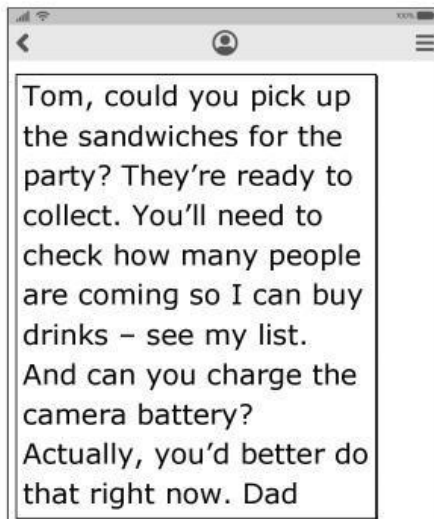 100%
Tom, could you pick up
the sandwiches for the
party? They’re ready to
collect. You’ll need to
check how many people
are coming so I can buy
drinks – see my list.
And can you charge the
camera battery?
Actually, you’d better do
that right now. Dad